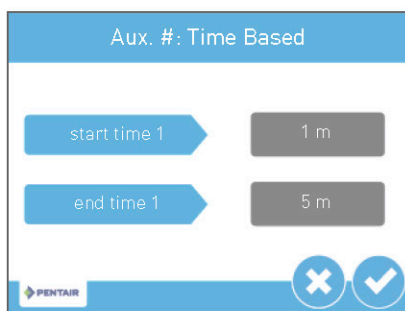 Aux. #: Time Based
start time 1
1 m
end time 1
5 m
PENTAIR